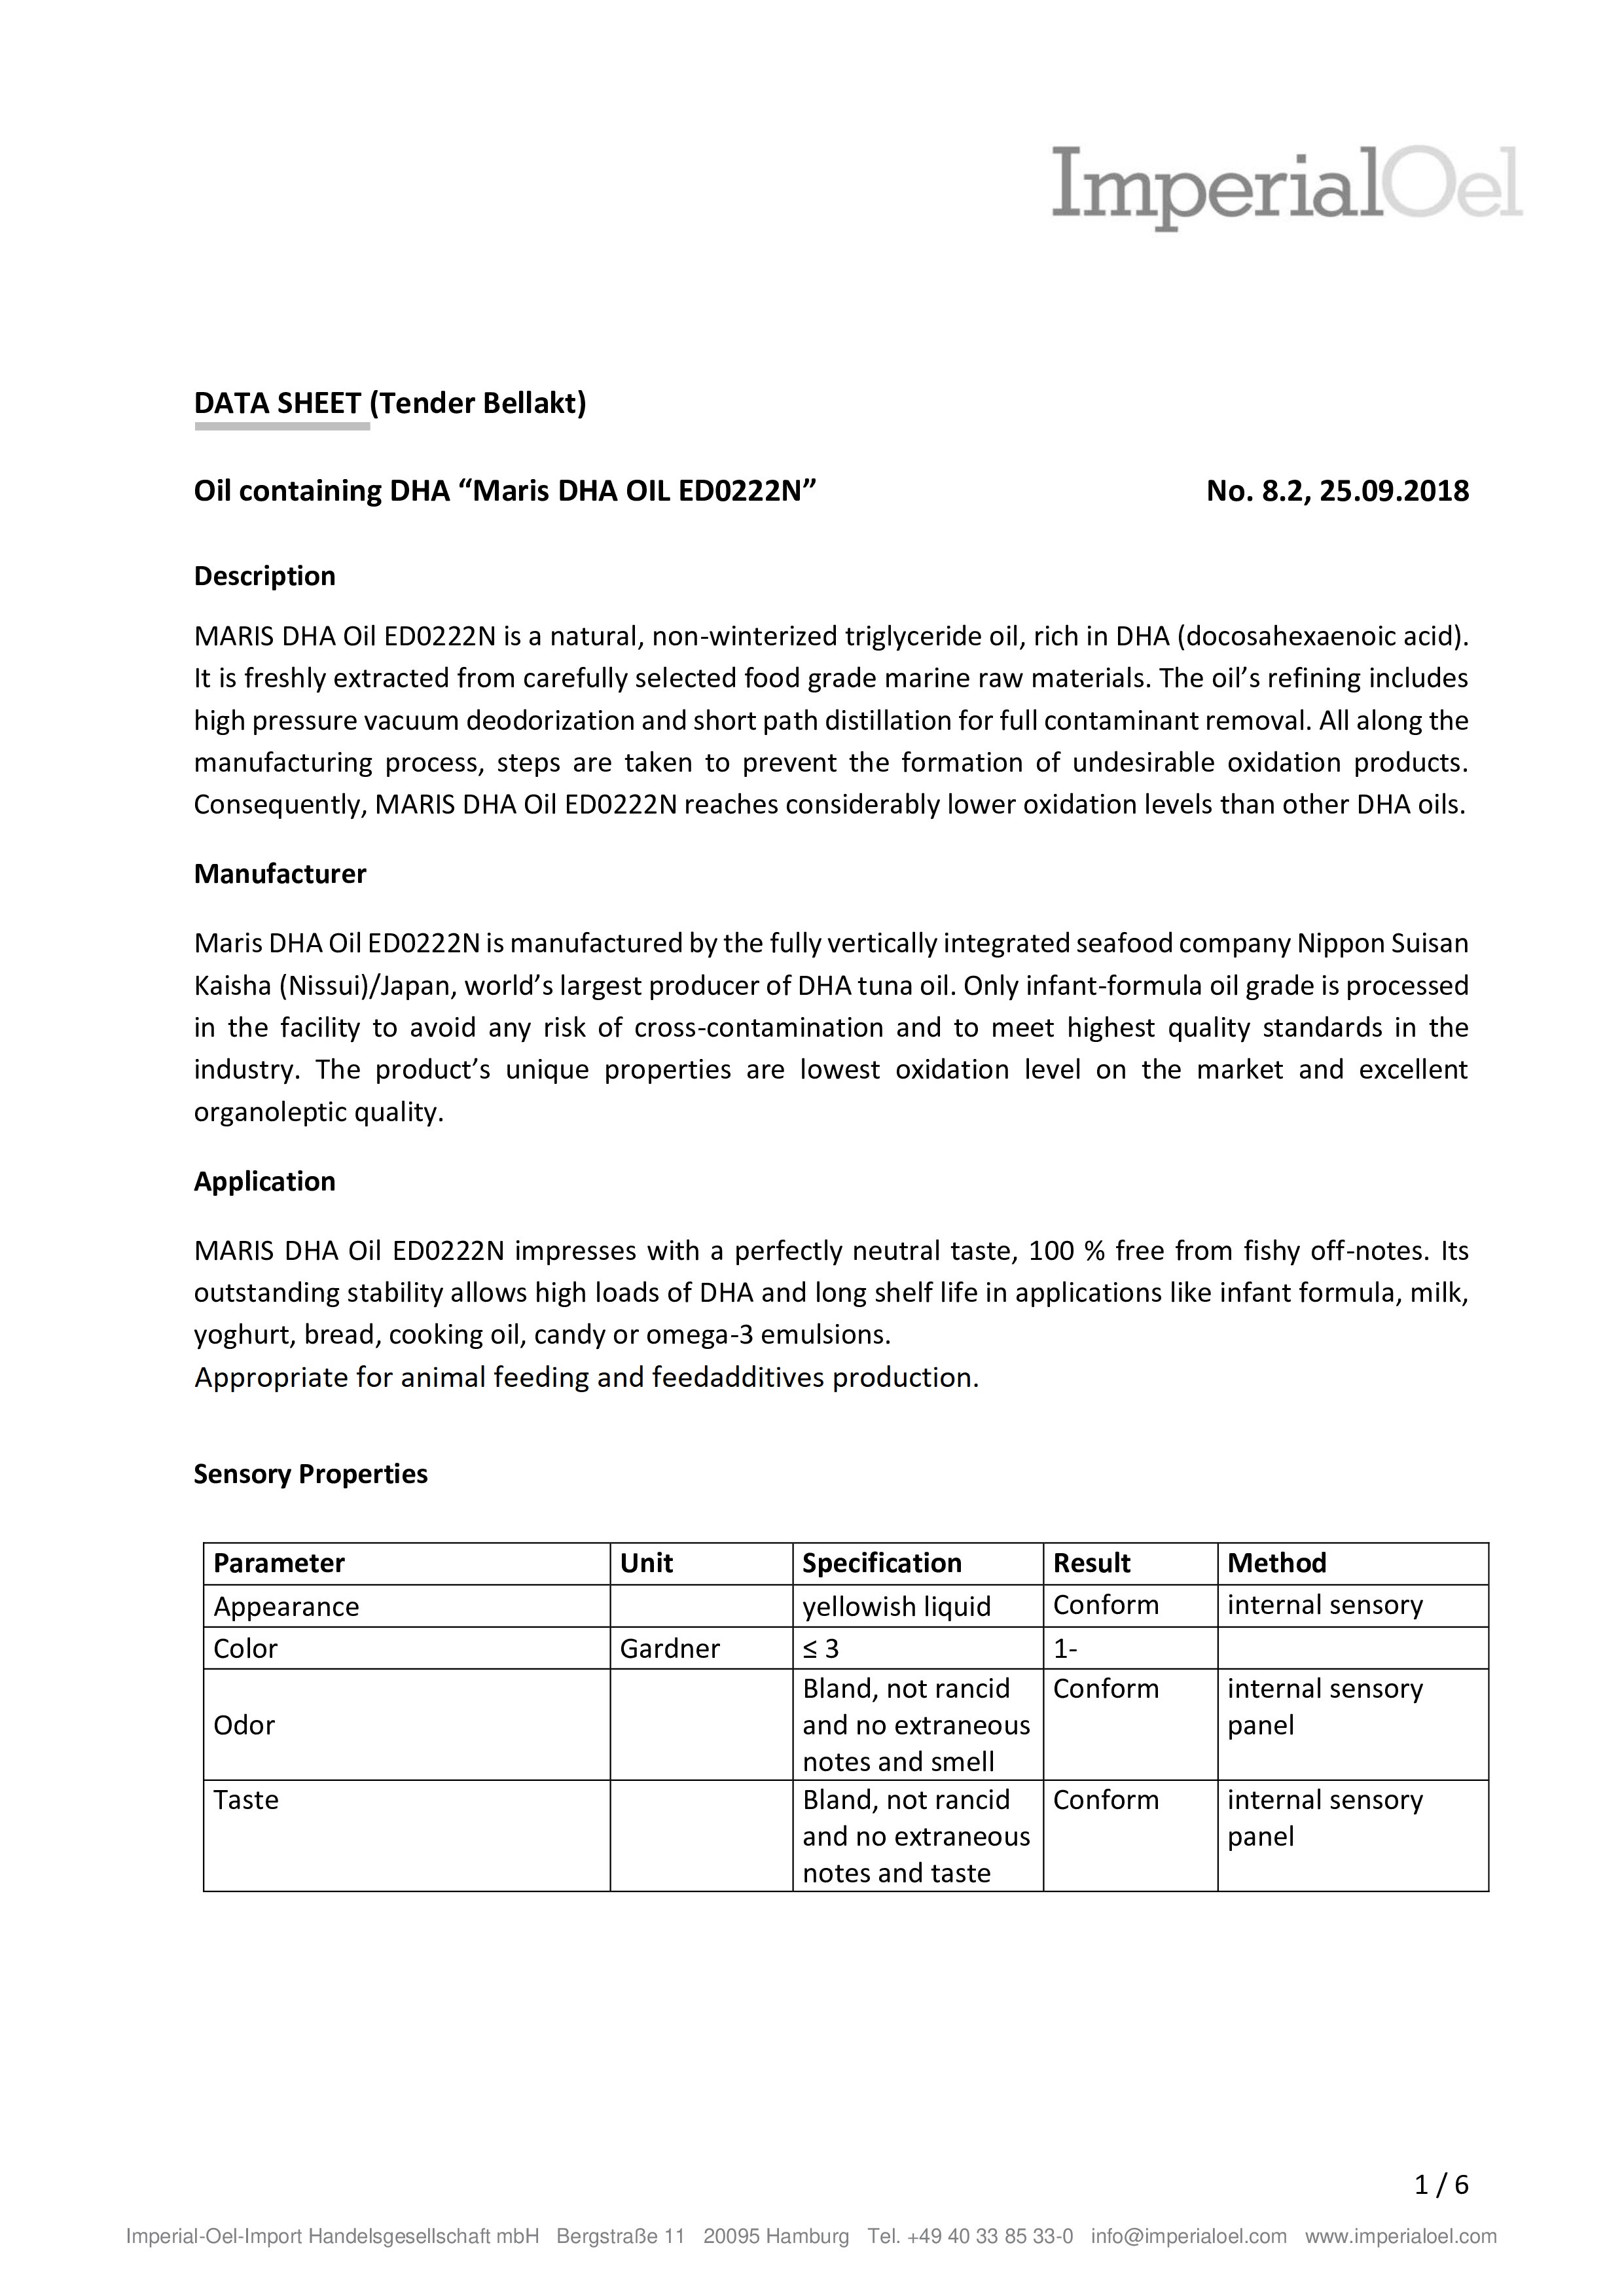 ImperialOel
DATA SHEET (Tender Bellakt)
Oil containing DHA “Maris DHA OIL ED0222N” No. 8.2, 25.09.2018
Description
MARIS DHA Oil ED0222N is a natural, non-winterized triglyceride oil, rich in DHA (docosahexaenoic acid).
It is freshly extracted from carefully selected food grade marine raw materials. The oil’s refining includes
high pressure vacuum deodorization and short path distillation for full contaminant removal. All along the
manufacturing process, steps are taken to prevent the formation of undesirable oxidation products.
Consequently, MARIS DHA Oil ED0222N reaches considerably lower oxidation levels than other DHA oils.
Manufacturer
Maris DHA Oil ED0222N is manufactured by the fully vertically integrated seafood company Nippon Suisan
Kaisha (Nissui)/Japan, world’s largest producer of DHA tuna oil. Only infant-formula oil grade is processed
in the facility to avoid any risk of cross-contamination and to meet highest quality standards in the
industry. The product’s unique properties are lowest oxidation level on the market and excellent
organoleptic quality.
Application
MARIS DHA Oil ED0222N impresses with a perfectly neutral taste, 100 % free from fishy off-notes. Its
outstanding stability allows high loads of DHA and long shelf life in applications like infant formula, milk,
yoghurt, bread, cooking oil, candy or omega-3 emulsions.
Appropriate for animal feeding and feedadditives production.
Sensory Properties
Parameter Unit Specification Result Method
Appearance yellowish liquid Conform internal sensory
Color Gardner ≤ 3 1-
Bland, not rancid Conform internal sensory
Odor and no extraneous panel
notes and smell
Taste Bland, not rancid Conform internal sensory
and no extraneous panel
notes and taste
1 / 6
Imperial-Oel-Import Handelsgesellschaft mbH Bergstraße 11 20095 Hamburg Tel. +49 40 33 85 33-0 info@imperialoel.com www.imperialoel.com